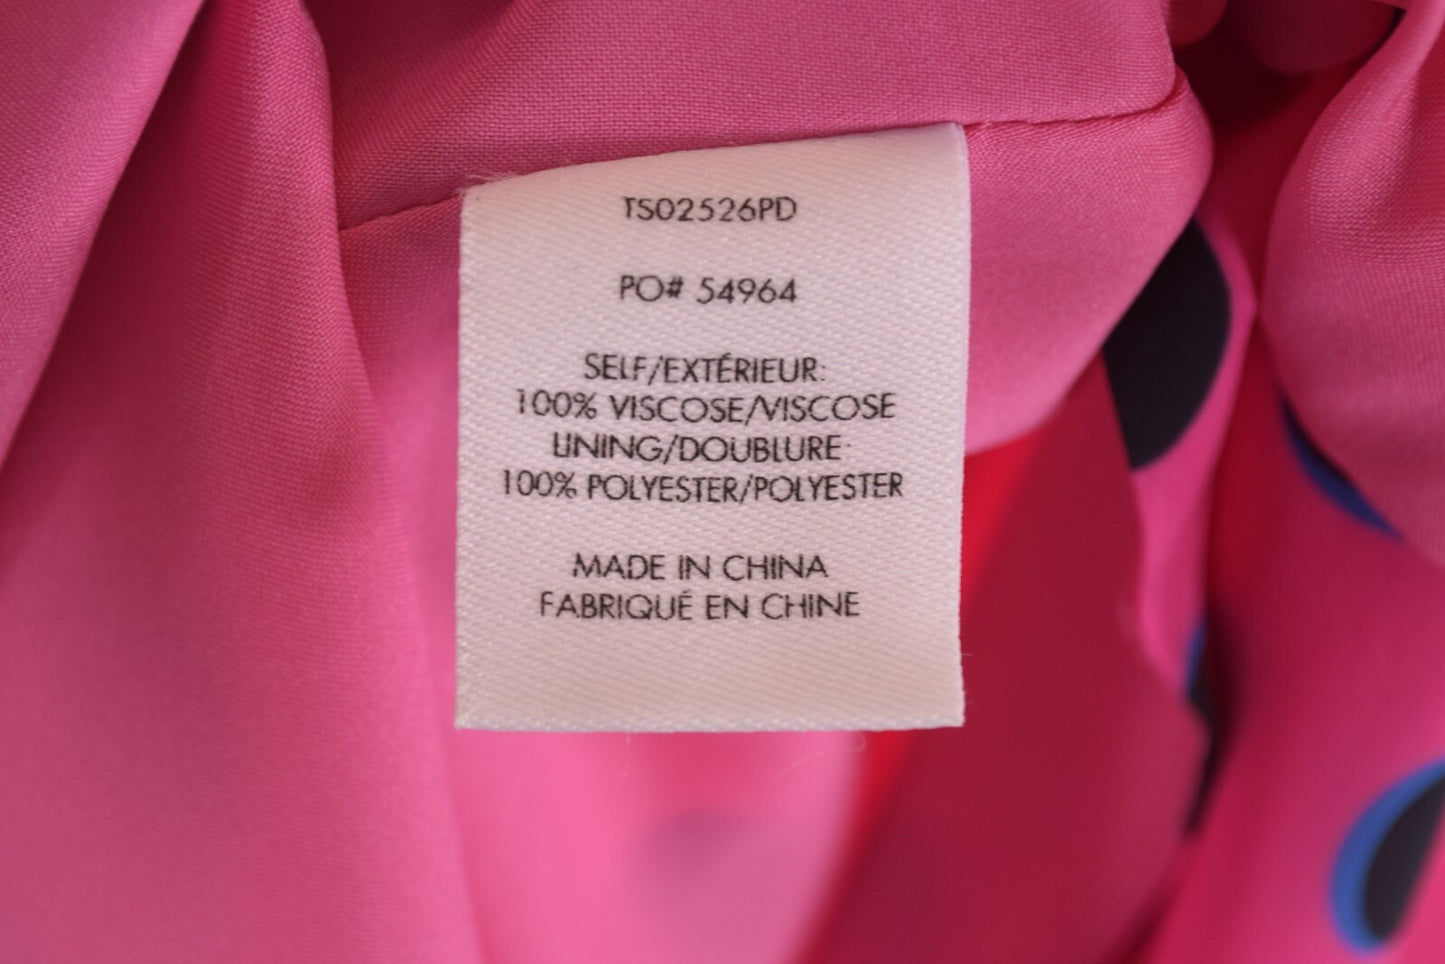 TS02526PD
PO# 54964
SELF/EXTÉRIEUR:
100% VISCOSE/VISCOSE
LINING/DOUBLURE:
100% POLYESTER/POLYESTER
MADE IN CHINA
FABRIQUÉ EN CHINE